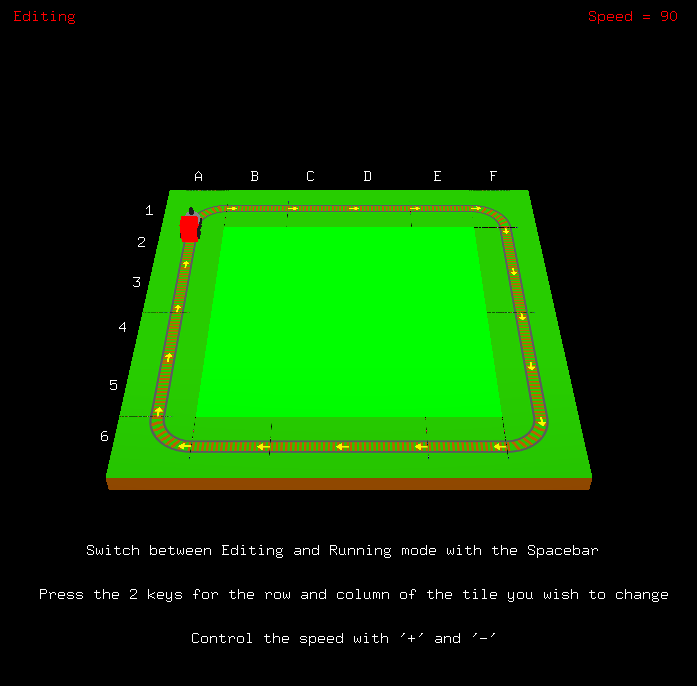 Editing Speed = 90
A B C D E F
1
2
3
4
5
6
Switch between Editing and Running mode with the Spacebar
Press the 2 keys for the row and column of the tile you wish to change
Control the speed with '+' and '-'